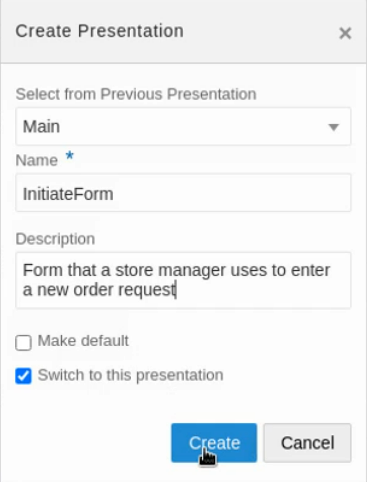 Create Presentation
×
Select from Previous Presentation
Main
Name *
InitiateForm
Description
Form that a store manager uses to enter
a new order request
Make default
Switch to this presentation
Create Cancel